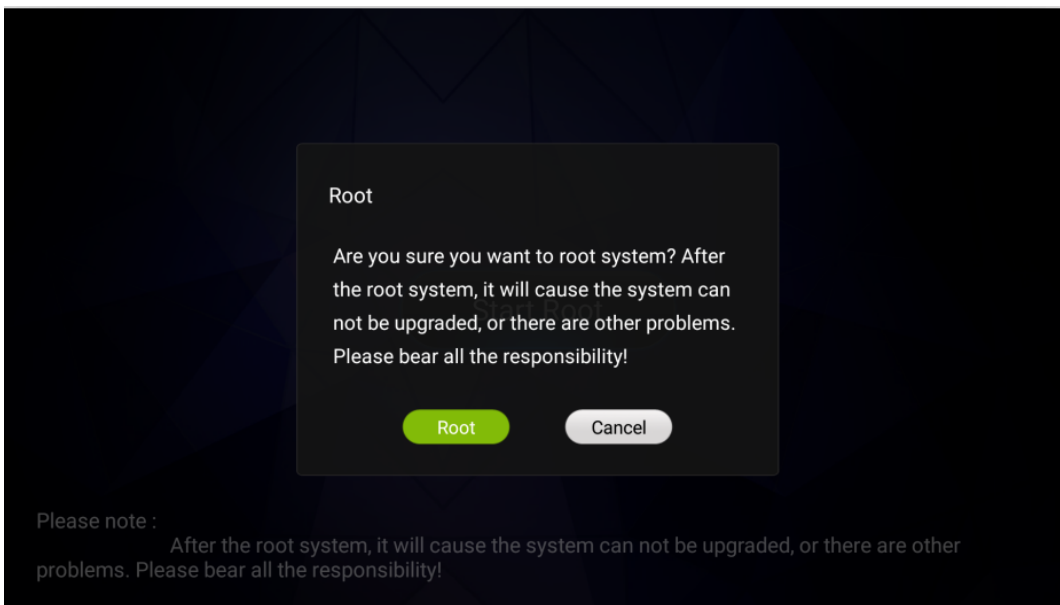 Root
Are you sure you want to root system? After
the root system, it will cause the system can
Start Root
not be upgraded, or there are other problems.
Please bear all the responsibility!
Root
Cancel
Please note :
After the root system, it will cause the system can not be upgraded, or there are other
problems. Please bear all the responsibility!